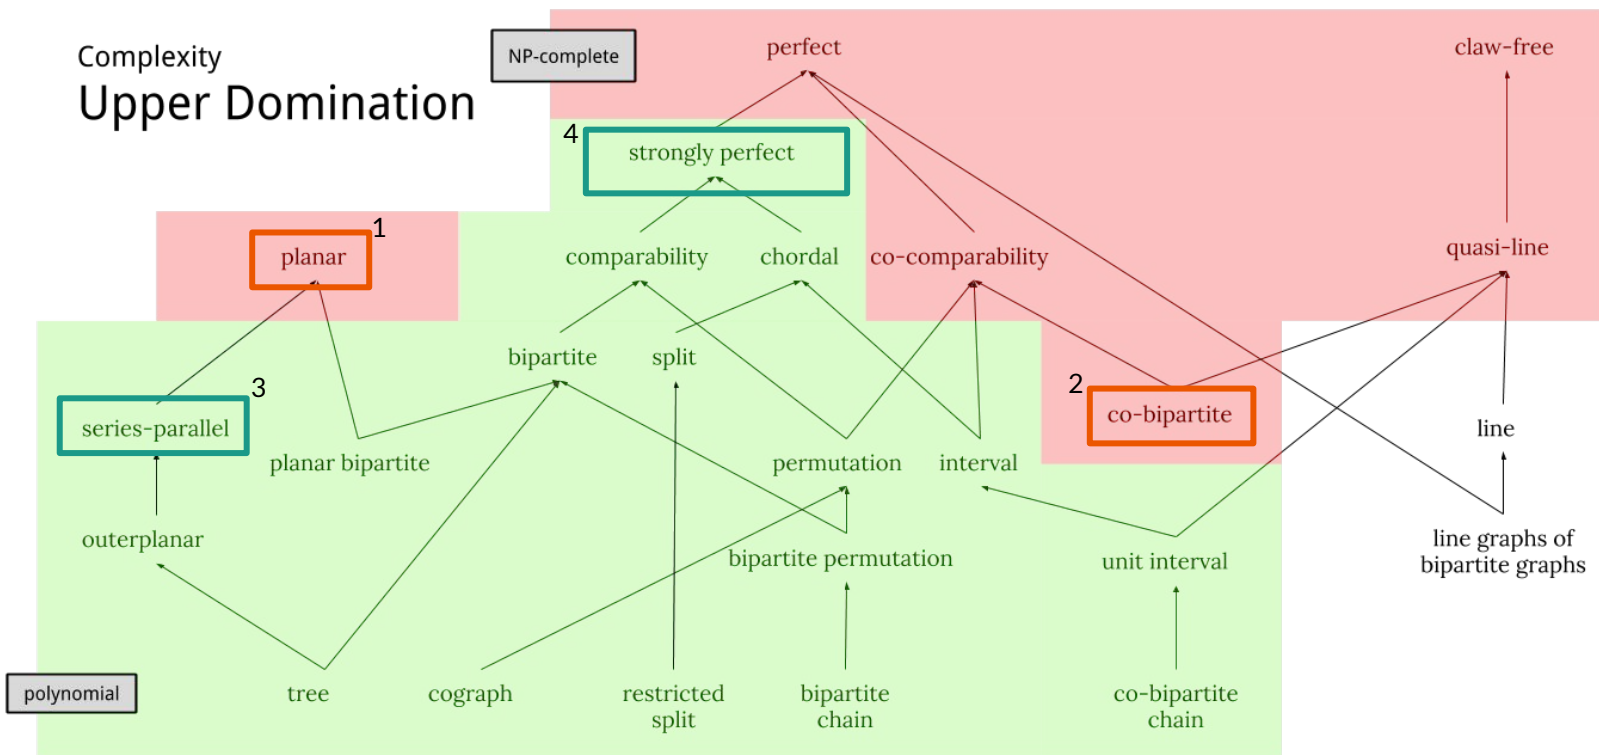 Complexity
Upper Domination
NP-complete
perfect
claw-free
4
strongly perfect
1
planar
comparability
chordal
co-comparability
quasi-line
bipartite
split
3
series-parallel
2
co-bipartite
line
planar bipartite
permutation
interval
outerplanar
bipartite permutation
unit interval
line graphs of
bipartite graphs
polynomial
tree
cograph
restricted
split
bipartite
chain
co-bipartite
chain